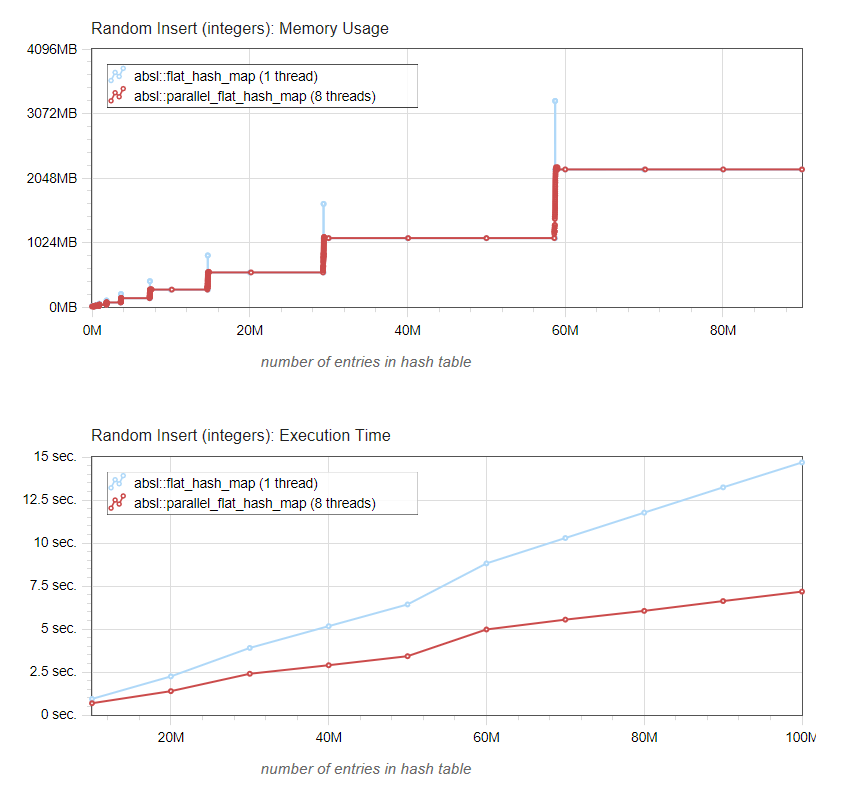 Random Insert (integers): Memory Usage
4096MB
absl::flat_hash_map (1 thread)
absl::parallel_flat_hash_map (8 threads)
3072MB
2048MB
1024MB
0MB
0M 20M 40M 60M 80M
number of entries in hash table
Random Insert (integers): Execution Time
15 sec.
absl::flat_hash_map (1 thread)
12.5 sec.
absl::parallel_flat_hash_map (8 threads)
10 sec.
7.5 sec.
5 sec.
2.5 sec.
0 sec.
20M 40M 60M 80M 100M
number of entries in hash table